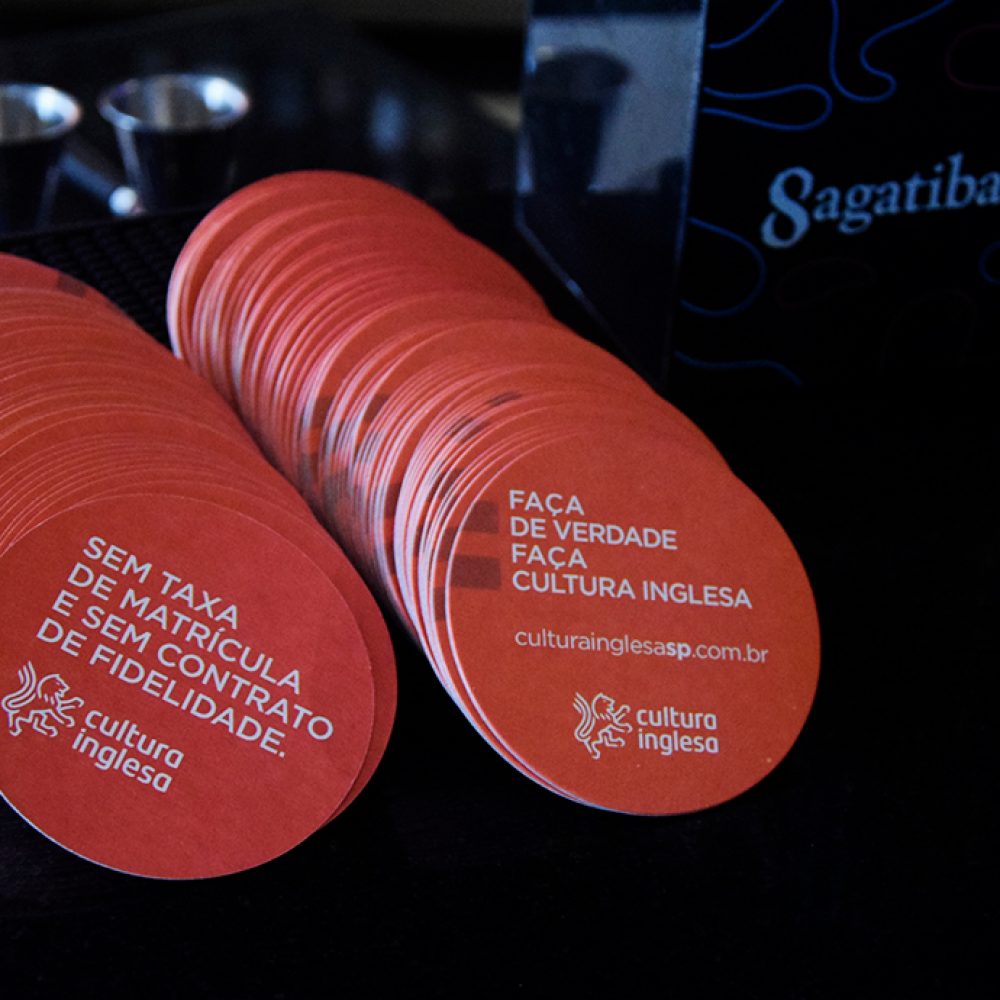 Sagatiba
SEM TAXA
DE MATRÍCULA
E SEM CONTRATO
DE FIDELIDADE.
cultura
inglesa
FAÇA
DE VERDADE
FAÇA
CULTURA INGLESA
culturainglesasp.com.br
cultura
inglesa